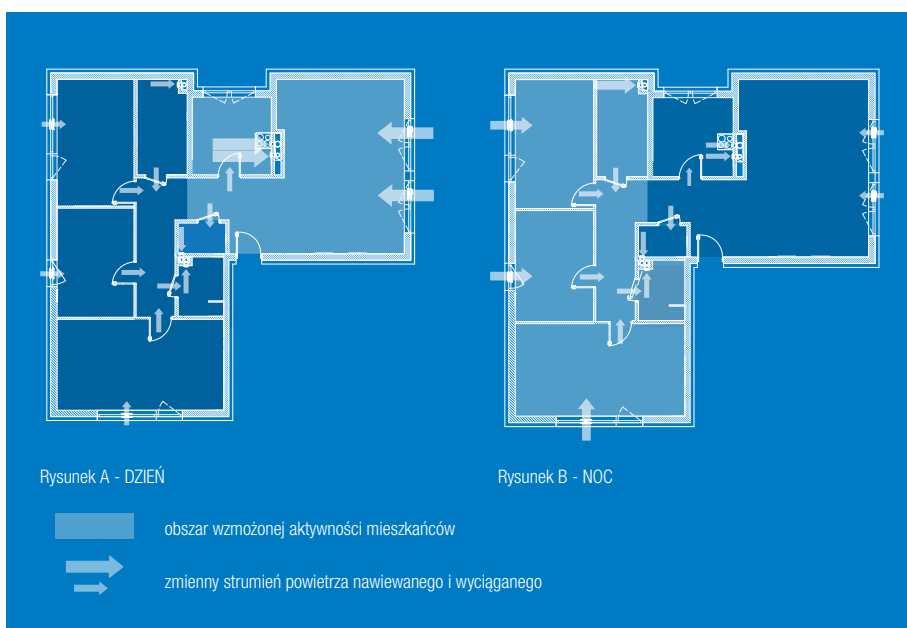 Rysunek A - DZIEŃ
Rysunek B - NOC
obszar wzmożonej aktywności mieszkańców
zmienny strumień powietrza nawiewanego i wyciąganego